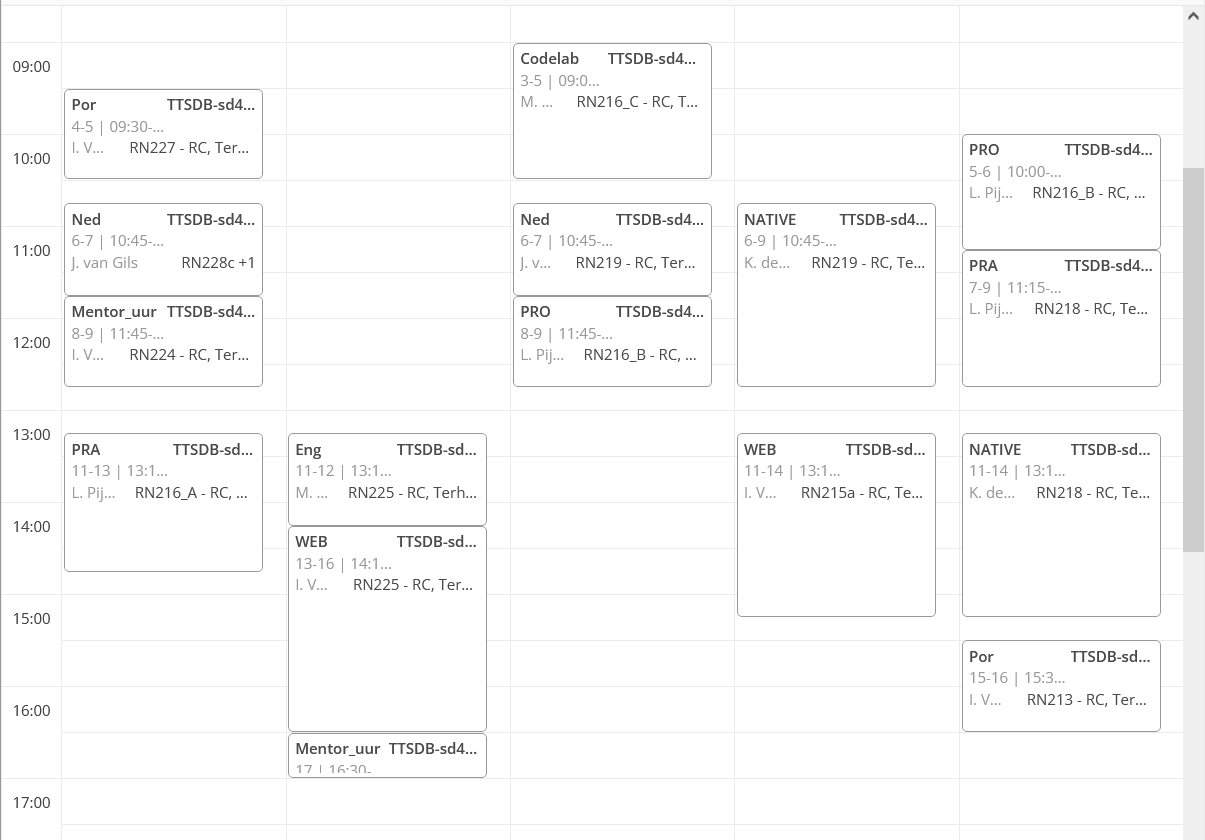 09:00
10:00
11:00
12:00
13:00
14:00
15:00
16:00
17:00
Por TTSDB-sd4...
4-5 | 09:30-...
I. V... RN227 - RC, Ter...
Ned TTSDB-sd4...
6-7 | 10:45-...
J. van Gils RN228c +1
Mentor_uur TTSDB-sd4...
8-9 | 11:45-...
I. V... RN224 - RC, Ter...
PRA TTSDB-sd...
11-13 | 13:1...
L. Pij... RN216_A - RC, ...
Eng TTSDB-sd...
11-12 | 13:1...
M. ... RN225 - RC, Terh...
WEB TTSDB-sd...
13-16 | 14:1...
I. V... RN225 - RC, Ter...
Mentor_uur TTSDB-sd4...
17 | 16:30-
Codelab TTSDB-sd4...
3-5 | 09:0...
M. ... RN216_C - RC, T...
Ned TTSDB-sd4...
6-7 | 10:45-...
J. v... RN219 - RC, Ter...
PRO TTSDB-sd4...
8-9 | 11:45-...
L. Pij... RN216_B - RC, ...
NATIVE TTSDB-sd4...
6-9 | 10:45-...
K. de... RN219 - RC, Te...
WEB TTSDB-sd...
11-14 | 13:1...
I. V... RN215a - RC, Te...
PRO TTSDB-sd4...
5-6 | 10:00-...
L. Pij... RN216_B - RC, ...
PRA TTSDB-sd4...
7-9 | 11:15-...
L. Pij... RN218 - RC, Te...
NATIVE TTSDB-sd...
11-14 | 13:1...
K. de... RN218 - RC, Te...
Por TTSDB-sd...
15-16 | 15:3...
I. V... RN213 - RC, Ter...